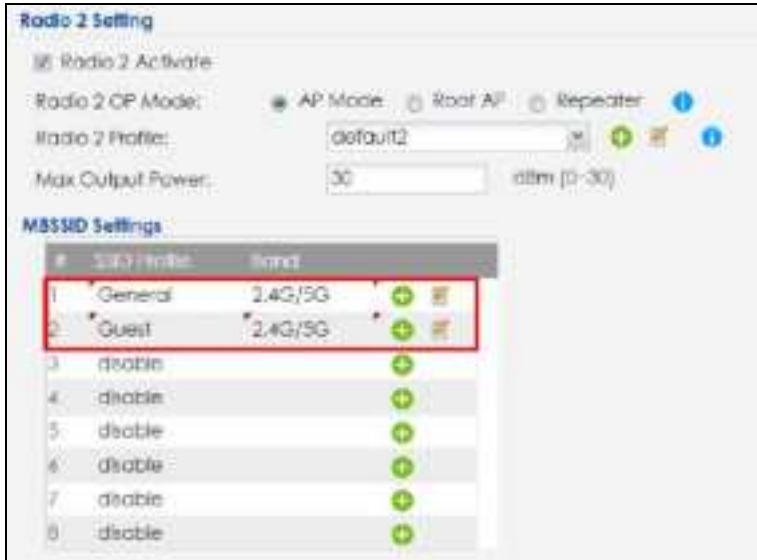 Radio 2 Setting
Radio 2 Activate
Radio 2 OP Mode: AP Mode Root AP Repeater
Radio 2 Profile: default2
Max Output Power: 30 dBm (0~30)
MBSSID Settings
# SSID Profile Band
1 General 2.4G/5G
2 Guest 2.4G/5G
3 disable
4 disable
5 disable
6 disable
7 disable
8 disable